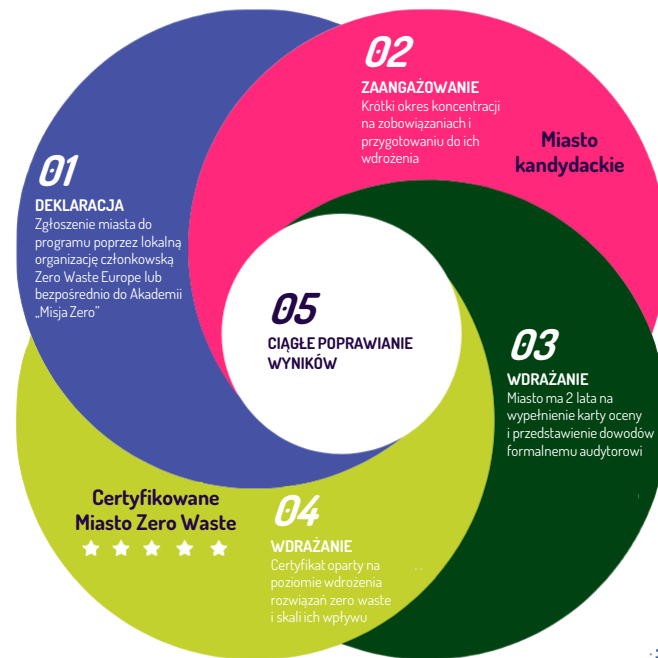 01
DEKLARACJA
Zgłoszenie miasta do
programu poprzez lokalną
organizację członkowską
Zero Waste Europe lub
bezpośrednio do Akademii
„Misja Zero”
02
ZAANGAŻOWANIE
Krótki okres koncentracji
na zobowiązaniach i
przygotowaniu do ich
wdrożenia
Miasto
kandydackie
03
WDRAŻANIE
Miasto ma 2 lata na
wypełnienie karty oceny
i przedstawienie dowodów
formalnemu audytorowi
04
WDRAŻANIE
Certyfikat oparty na
poziomie wdrożenia
rozwiązań zero waste
i skali ich wpływu
Certyfikowane
Miasto Zero Waste
05
CIĄGŁE POPRAWIANIE
WYNIKÓW